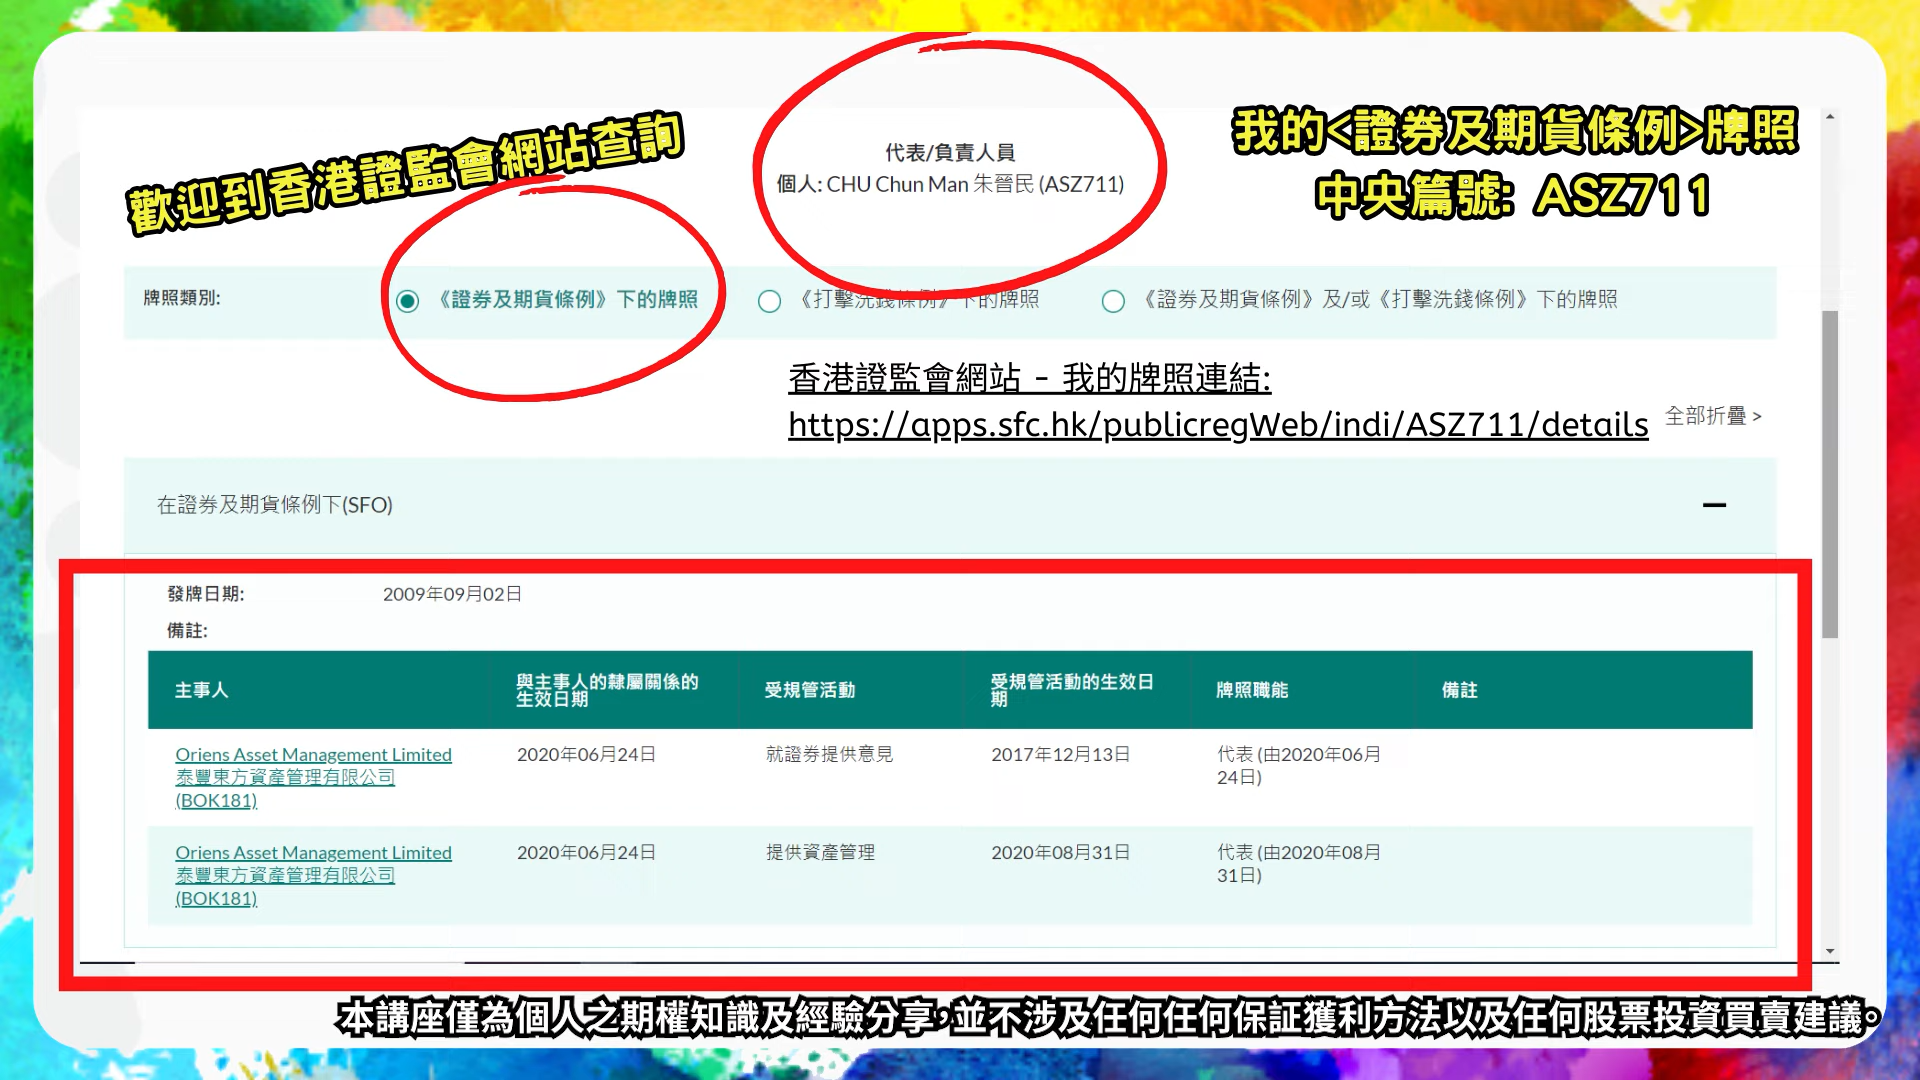 歡迎到香港證監會網站查詢
代表/負責人員
個人: CHU Chun Man 朱晉民 (ASZ711)
我的<證券及期貨條例>牌照
中央篇號: ASZ711
牌照類別:
《證券及期貨條例》下的牌照
《打擊洗錢條例》下的牌照
《證券及期貨條例》及/或《打擊洗錢條例》下的牌照
香港證監會網站 - 我的牌照連結:
https://apps.sfc.hk/publicregWeb/indi/ASZ711/details
全部折疊 >
在證券及期貨條例下(SFO)
發牌日期: 2009年09月02日
備註:
主事人 與主事人的隸屬關係的生效日期 受規管活動 受規管活動的生效日期 牌照職能 備註
Oriens Asset Management Limited 2020年06月24日 就證券提供意見 2017年12月13日 代表 (由2020年06月
泰豐東方資產管理有限公司 24日)
(BOK181)
Oriens Asset Management Limited 2020年06月24日 提供資產管理 2020年08月31日 代表 (由2020年08月
泰豐東方資產管理有限公司 31日)
(BOK181)
本講座僅為個人之期權知識及經驗分享,並不涉及任何任何保証獲利方法以及任何股票投資買賣建議。